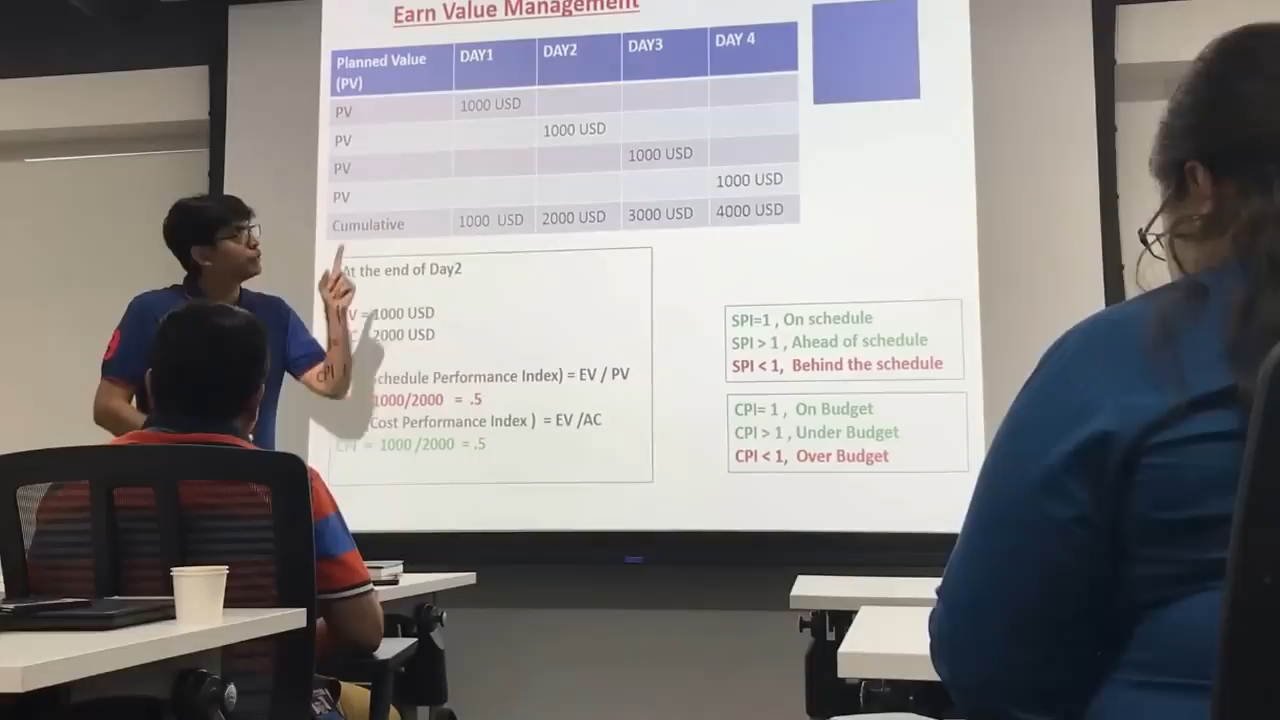 Earn Value Management
Planned Value (PV) DAY1 DAY2 DAY3 DAY 4
PV 1000 USD
PV 1000 USD
PV 1000 USD
PV 1000 USD
Cumulative 1000 USD 2000 USD 3000 USD 4000 USD
At the end of Day2
V = 1000 USD
2000 USD
chedule Performance Index) = EV / PV
1000/2000 = .5
Cost Performance Index ) = EV /AC
CPI = 1000 /2000 = .5
SPI=1 , On schedule
SPI > 1 , Ahead of schedule
SPI < 1, Behind the schedule
CPI= 1 , On Budget
CPI > 1 , Under Budget
CPI < 1, Over Budget